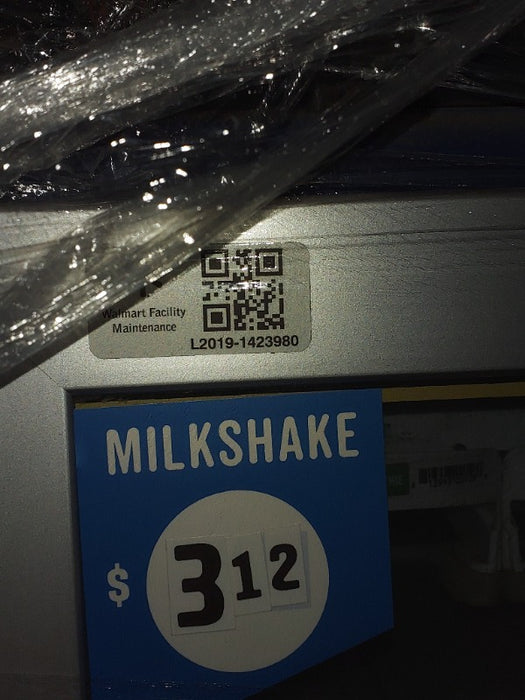 Walmart Facility
Maintenance
L2019-1423980
MILKSHAKE
$312